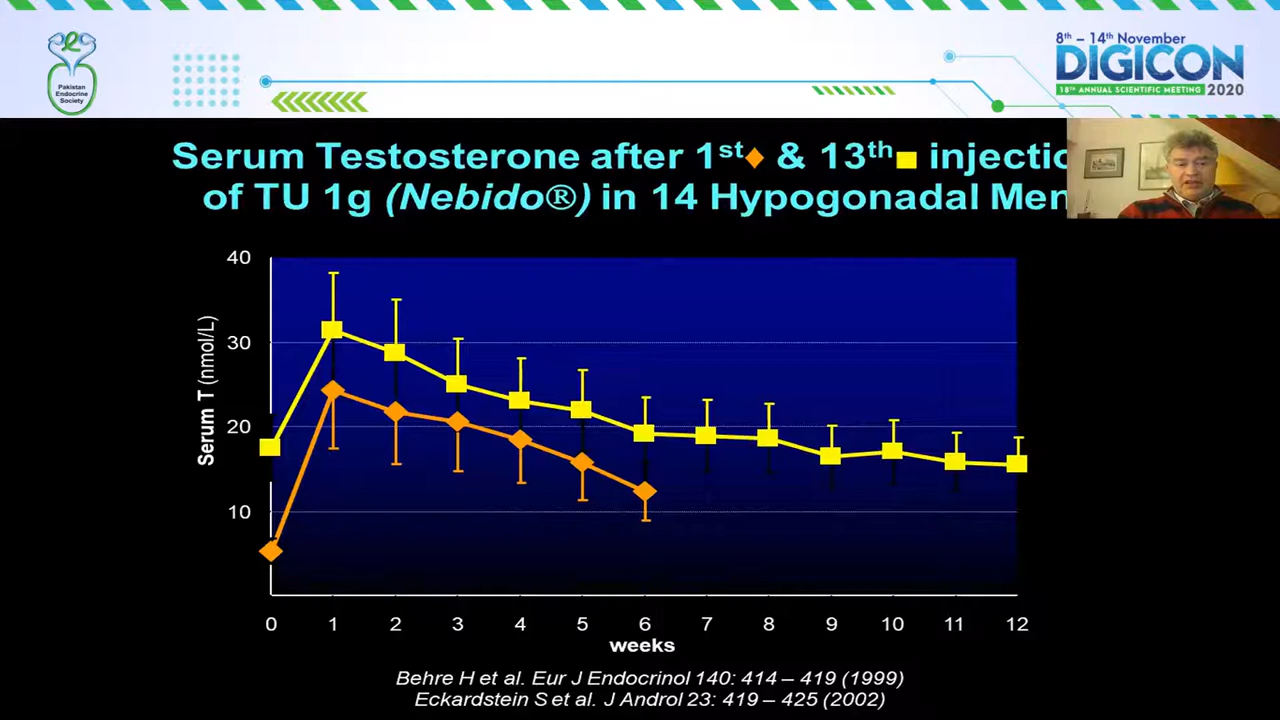 Pakistan
Endocrine
Society
8th – 14th November
DIGICON
18TH ANNUAL SCIENTIFIC MEETING 2020
Serum Testosterone after 1st & 13th injectio
of TU 1g (Nebido®) in 14 Hypogonadal Men
40
30
20
10
Serum T (nmol/L)
0 1 2 3 4 5 6 7 8 9 10 11 12
weeks
Behre H et al. Eur J Endocrinol 140: 414 – 419 (1999)
Eckardstein S et al. J Androl 23: 419 – 425 (2002)